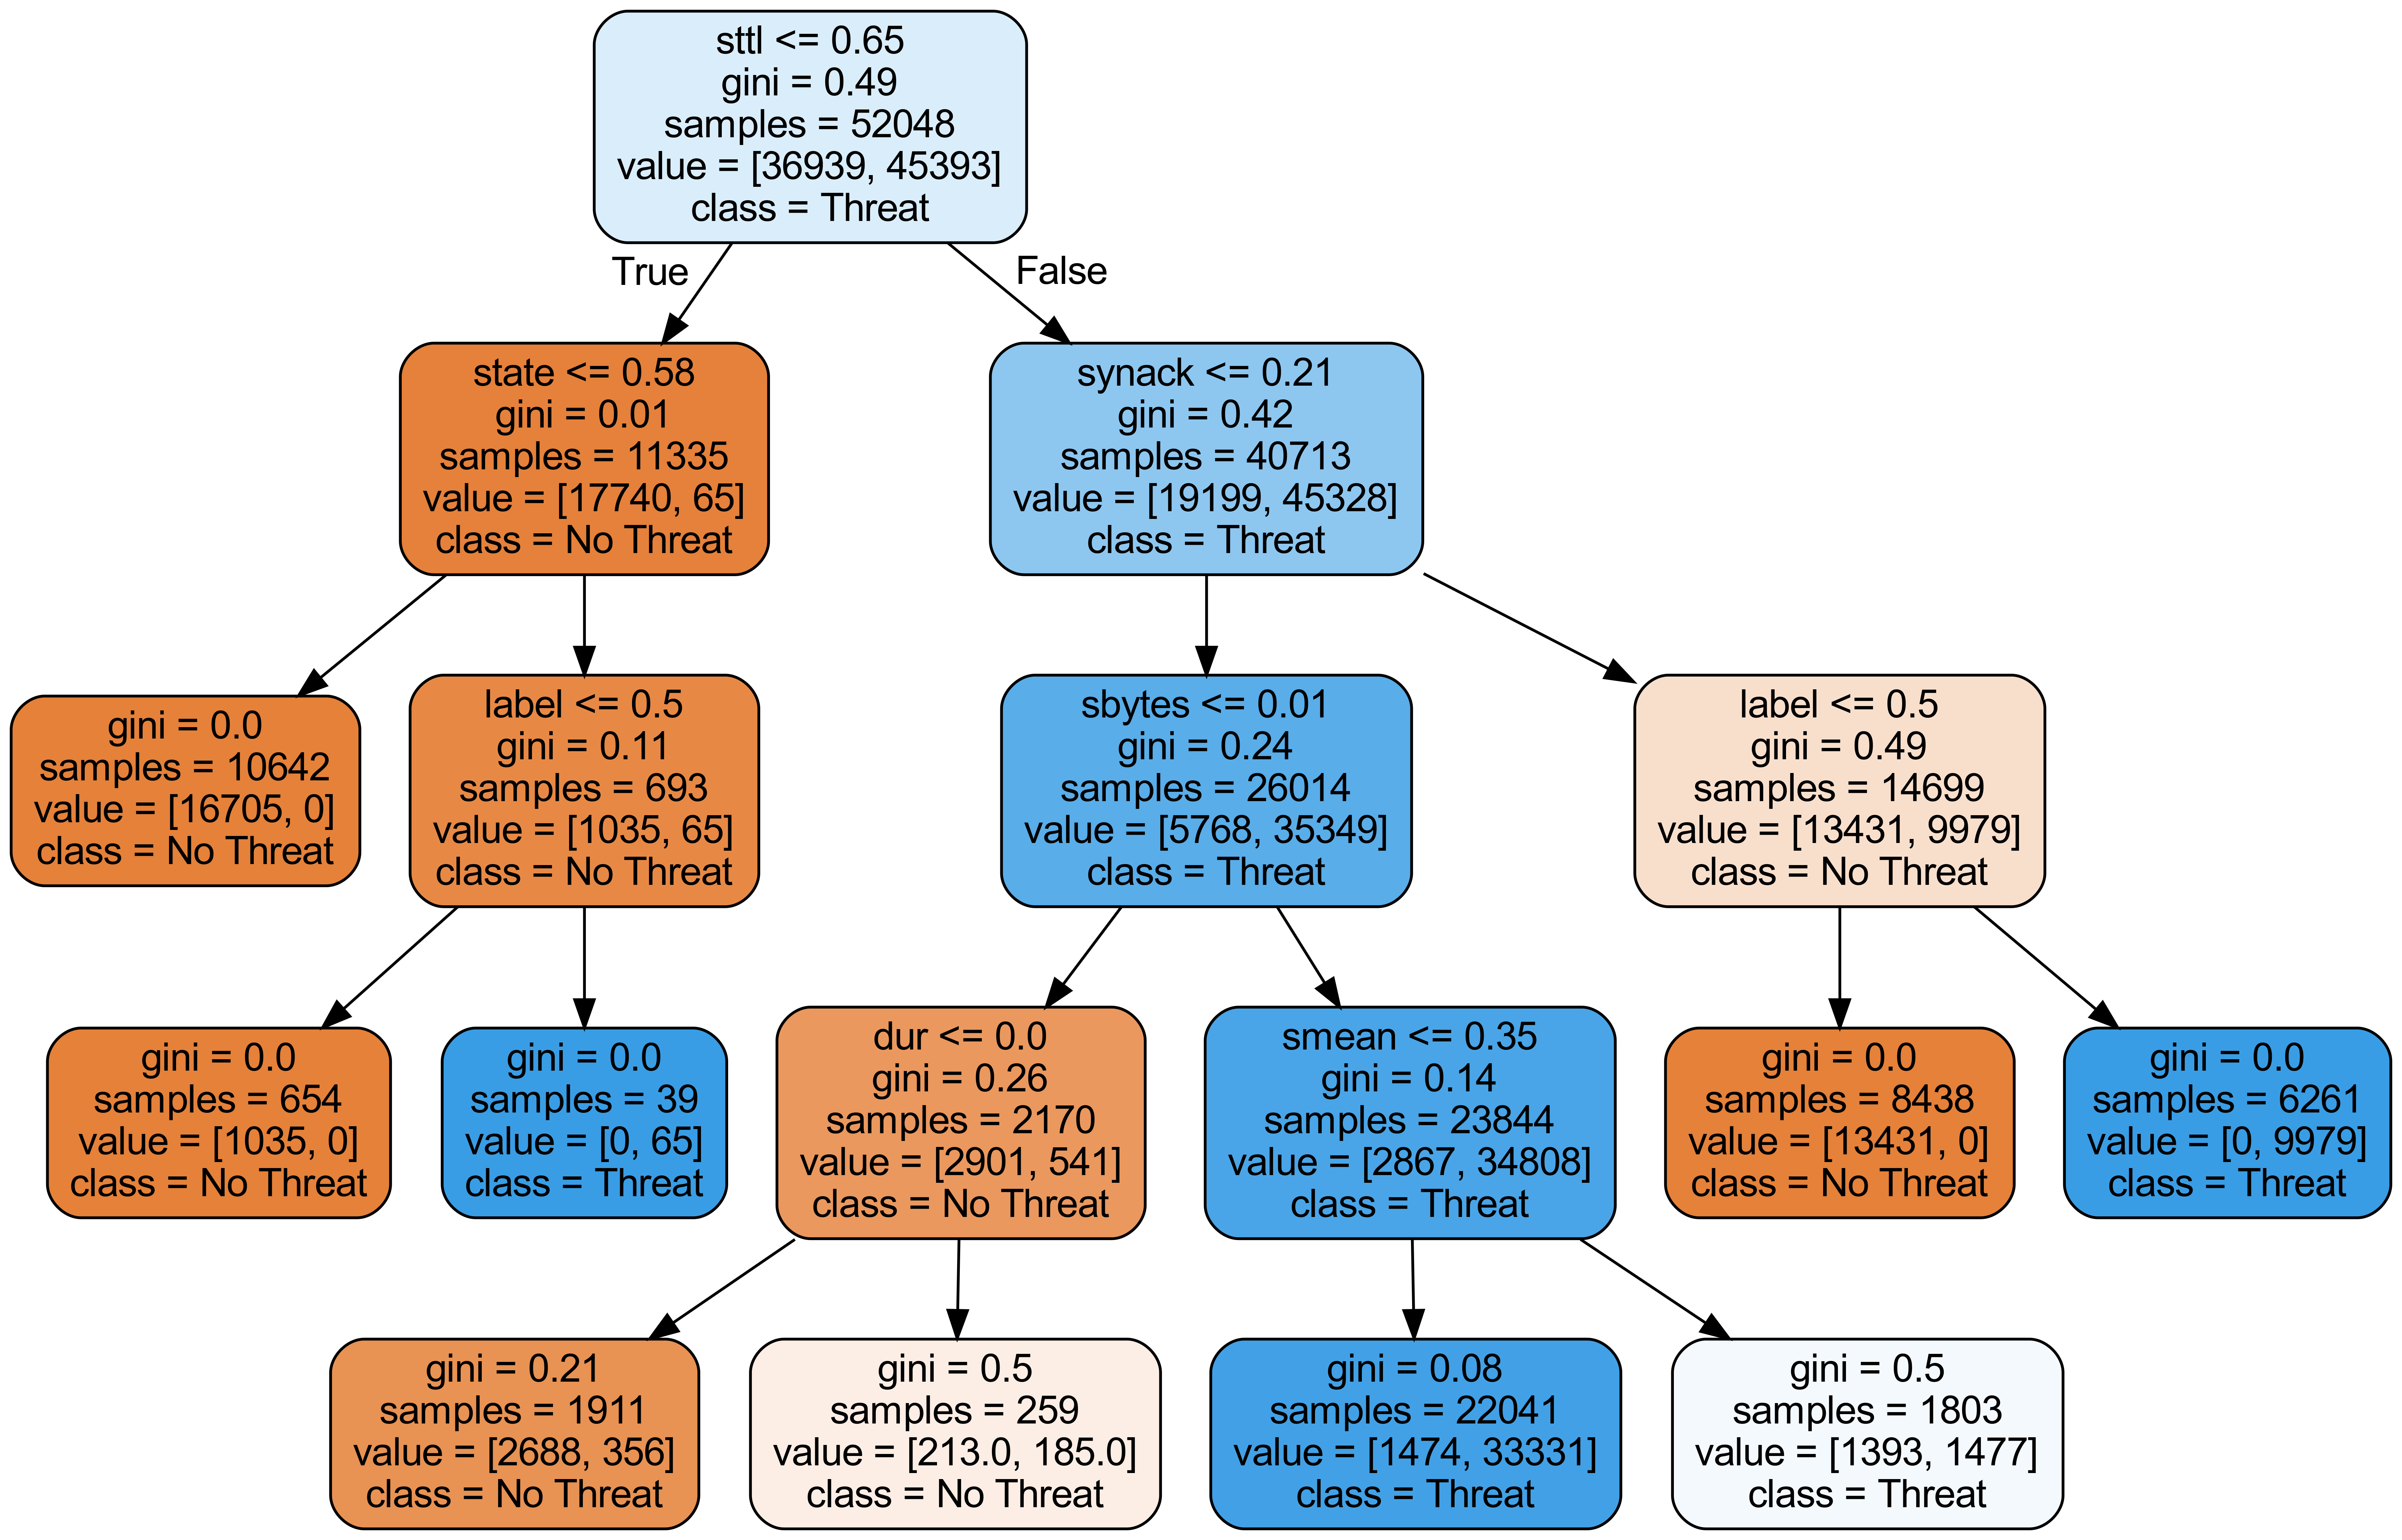 sttl <= 0.65
gini = 0.49
samples = 52048
value = [36939, 45393]
class = Threat
True
False
state <= 0.58
gini = 0.01
samples = 11335
value = [17740, 65]
class = No Threat
synack <= 0.21
gini = 0.42
samples = 40713
value = [19199, 45328]
class = Threat
gini = 0.0
samples = 10642
value = [16705, 0]
class = No Threat
label <= 0.5
gini = 0.11
samples = 693
value = [1035, 65]
class = No Threat
sbytes <= 0.01
gini = 0.24
samples = 26014
value = [5768, 35349]
class = Threat
label <= 0.5
gini = 0.49
samples = 14699
value = [13431, 9979]
class = No Threat
gini = 0.0
samples = 654
value = [1035, 0]
class = No Threat
gini = 0.0
samples = 39
value = [0, 65]
class = Threat
dur <= 0.0
gini = 0.26
samples = 2170
value = [2901, 541]
class = No Threat
smean <= 0.35
gini = 0.14
samples = 23844
value = [2867, 34808]
class = Threat
gini = 0.0
samples = 8438
value = [13431, 0]
class = No Threat
gini = 0.0
samples = 6261
value = [0, 9979]
class = Threat
gini = 0.21
samples = 1911
value = [2688, 356]
class = No Threat
gini = 0.5
samples = 259
value = [213.0, 185.0]
class = No Threat
gini = 0.08
samples = 22041
value = [1474, 33331]
class = Threat
gini = 0.5
samples = 1803
value = [1393, 1477]
class = Threat